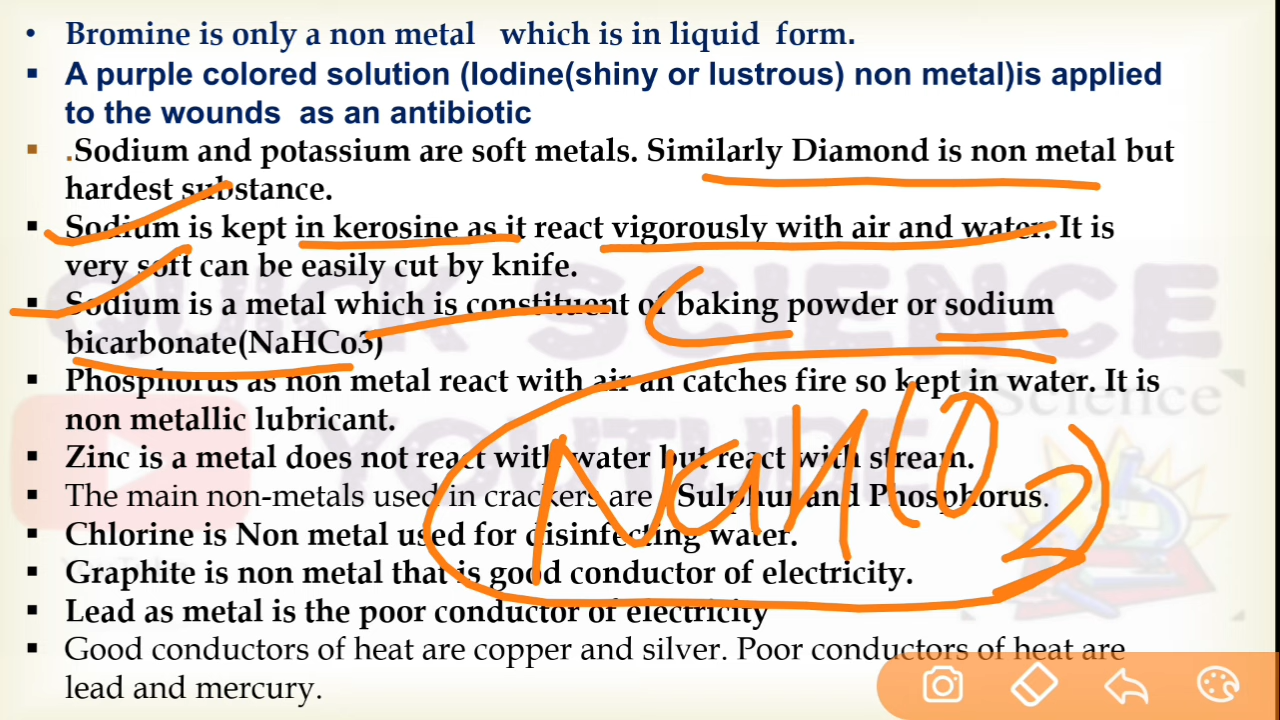 • Bromine is only a non metal which is in liquid form.
▪ A purple colored solution (Iodine(shiny or lustrous) non metal)is applied
to the wounds as an antibiotic
▪ .Sodium and potassium are soft metals. Similarly Diamond is non metal but
hardest substance.
▪ Sodium is kept in kerosine as it react vigorously with air and water. It is
very soft can be easily cut by knife.
▪ Sodium is a metal which is constituent of baking powder or sodium
bicarbonate(NaHCo3)
▪ Phosphorus as non metal react with air an catches fire so kept in water. It is
non metallic lubricant.
▪ Zinc is a metal does not react with water but react with stream.
▪ The main non-metals used in crackers are Sulphur and Phosphorus.
▪ Chlorine is Non metal used for disinfecting water.
▪ Graphite is non metal that is good conductor of electricity.
▪ Lead as metal is the poor conductor of electricity
▪ Good conductors of heat are copper and silver. Poor conductors of heat are
lead and mercury.
NaHCO2
QUICK SCIENCE
YOUTUBE
Science